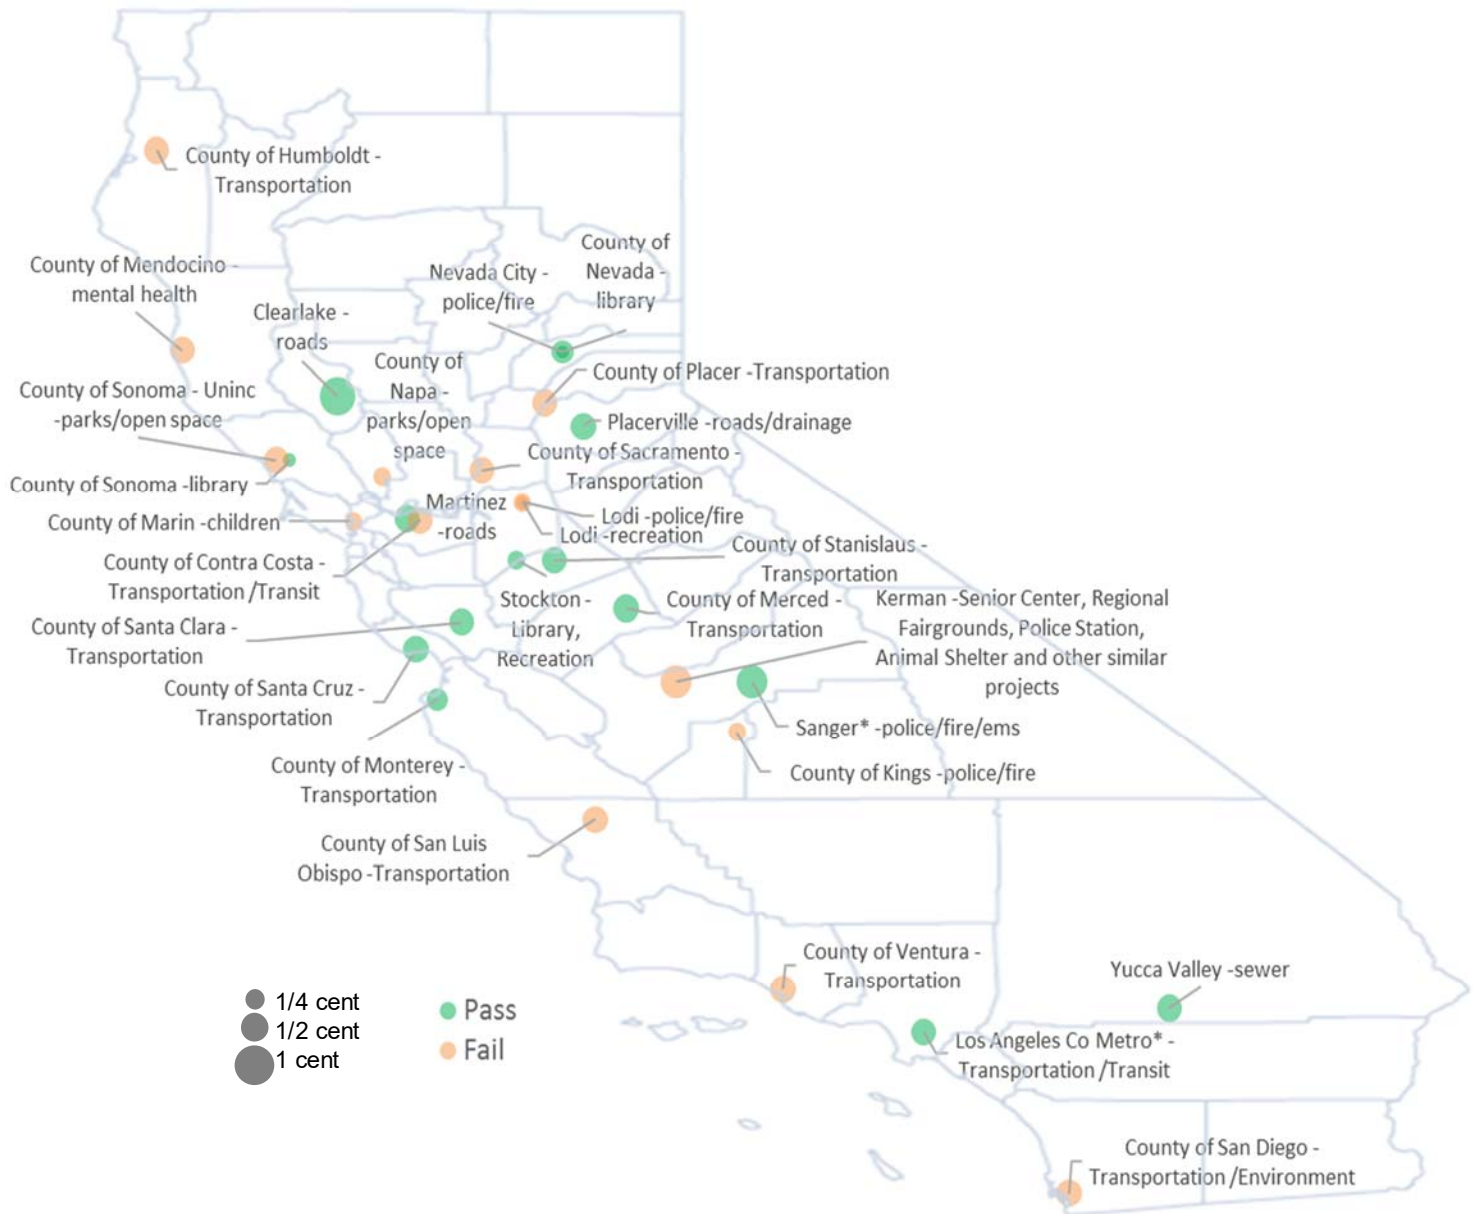 County of Humboldt -
Transportation
County of Mendocino -
mental health
Clearlake -
roads
Nevada City -
police/fire
County of
Nevada -
library
County of
Napa -
parks/open
space
County of Placer -Transportation
County of Sonoma - Uninc
-parks/open space
Placerville -roads/drainage
County of Sacramento -
Transportation
County of Sonoma -library
Martinez
-roads
Lodi -police/fire
Lodi -recreation
County of Marin -children
County of Contra Costa -
Transportation /Transit
County of Stanislaus -
Transportation
Stockton -
Library,
Recreation
County of Merced -
Transportation
Kerman -Senior Center, Regional
Fairgrounds, Police Station,
Animal Shelter and other similar
projects
County of Santa Clara -
Transportation
County of Santa Cruz -
Transportation
Sanger* -police/fire/ems
County of Kings -police/fire
County of Monterey -
Transportation
County of San Luis
Obispo -Transportation
County of Ventura -
Transportation
Yucca Valley -sewer
1/4 cent
1/2 cent
1 cent
Pass
Fail
Los Angeles Co Metro* -
Transportation /Transit
County of San Diego -
Transportation /Environment